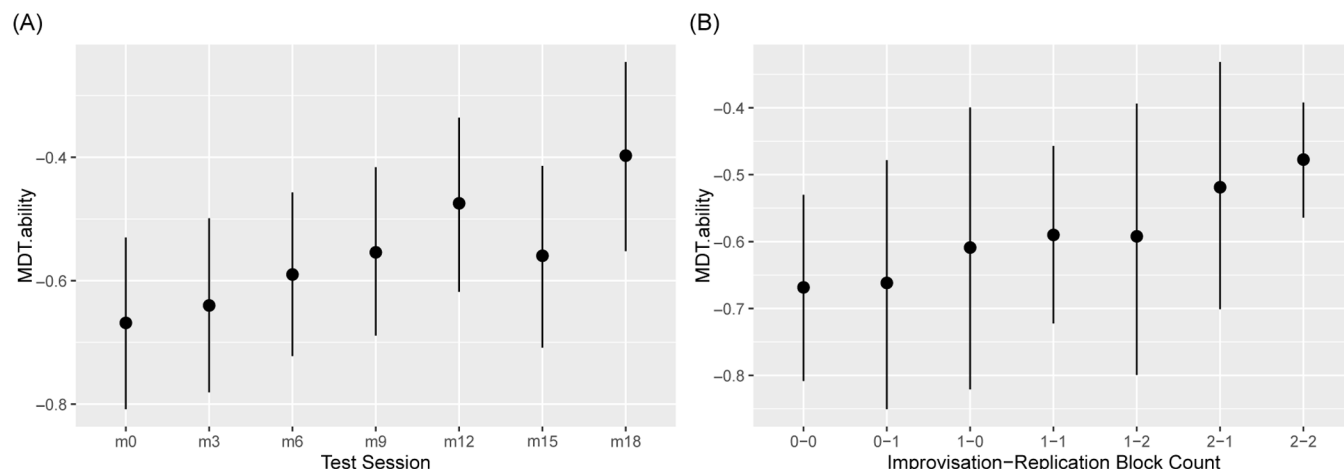 (A)
MDT.ability
−0.4
−0.6
−0.8
m0 m3 m6 m9 m12 m15 m18
Test Session
(B)
MDT.ability
−0.4
−0.5
−0.6
−0.7
−0.8
0−0 0−1 1−0 1−1 1−2 2−1 2−2
Improvisation−Replication Block Count